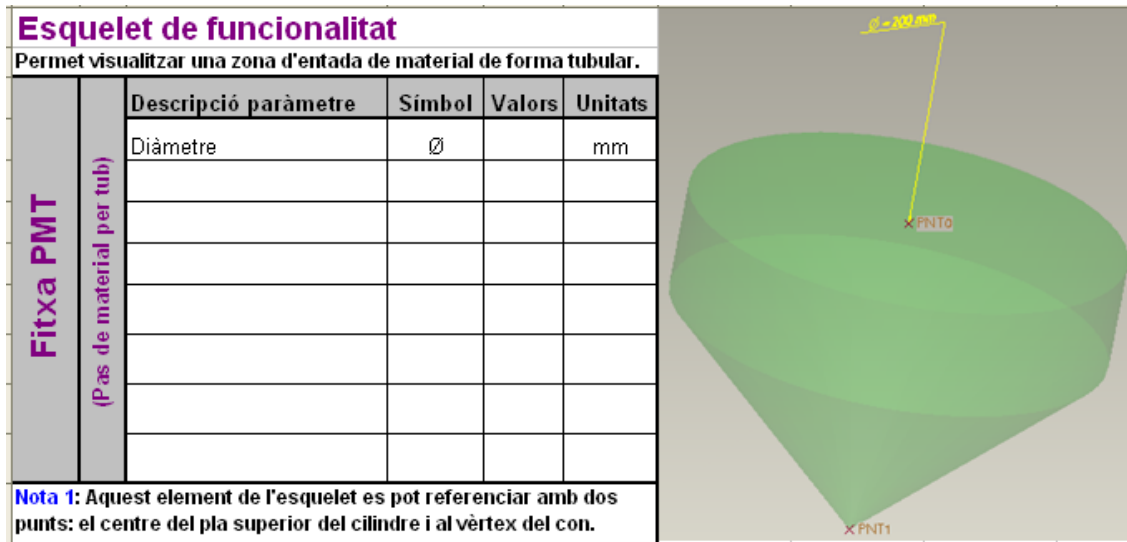 Esquelet de funcionalitat
Permet visualitzar una zona d'entada de material de forma tubular.
Fitxa PMT
(Pas de material per tub)
Descripció paràmetre Símbol Valors Unitats
Diàmetre Ø mm
Nota 1: Aquest element de l'esquelet es pot referenciar amb dos
punts: el centre del pla superior del cilindre i al vèrtex del con.
Ø = 200 mm
PNT0
PNT1